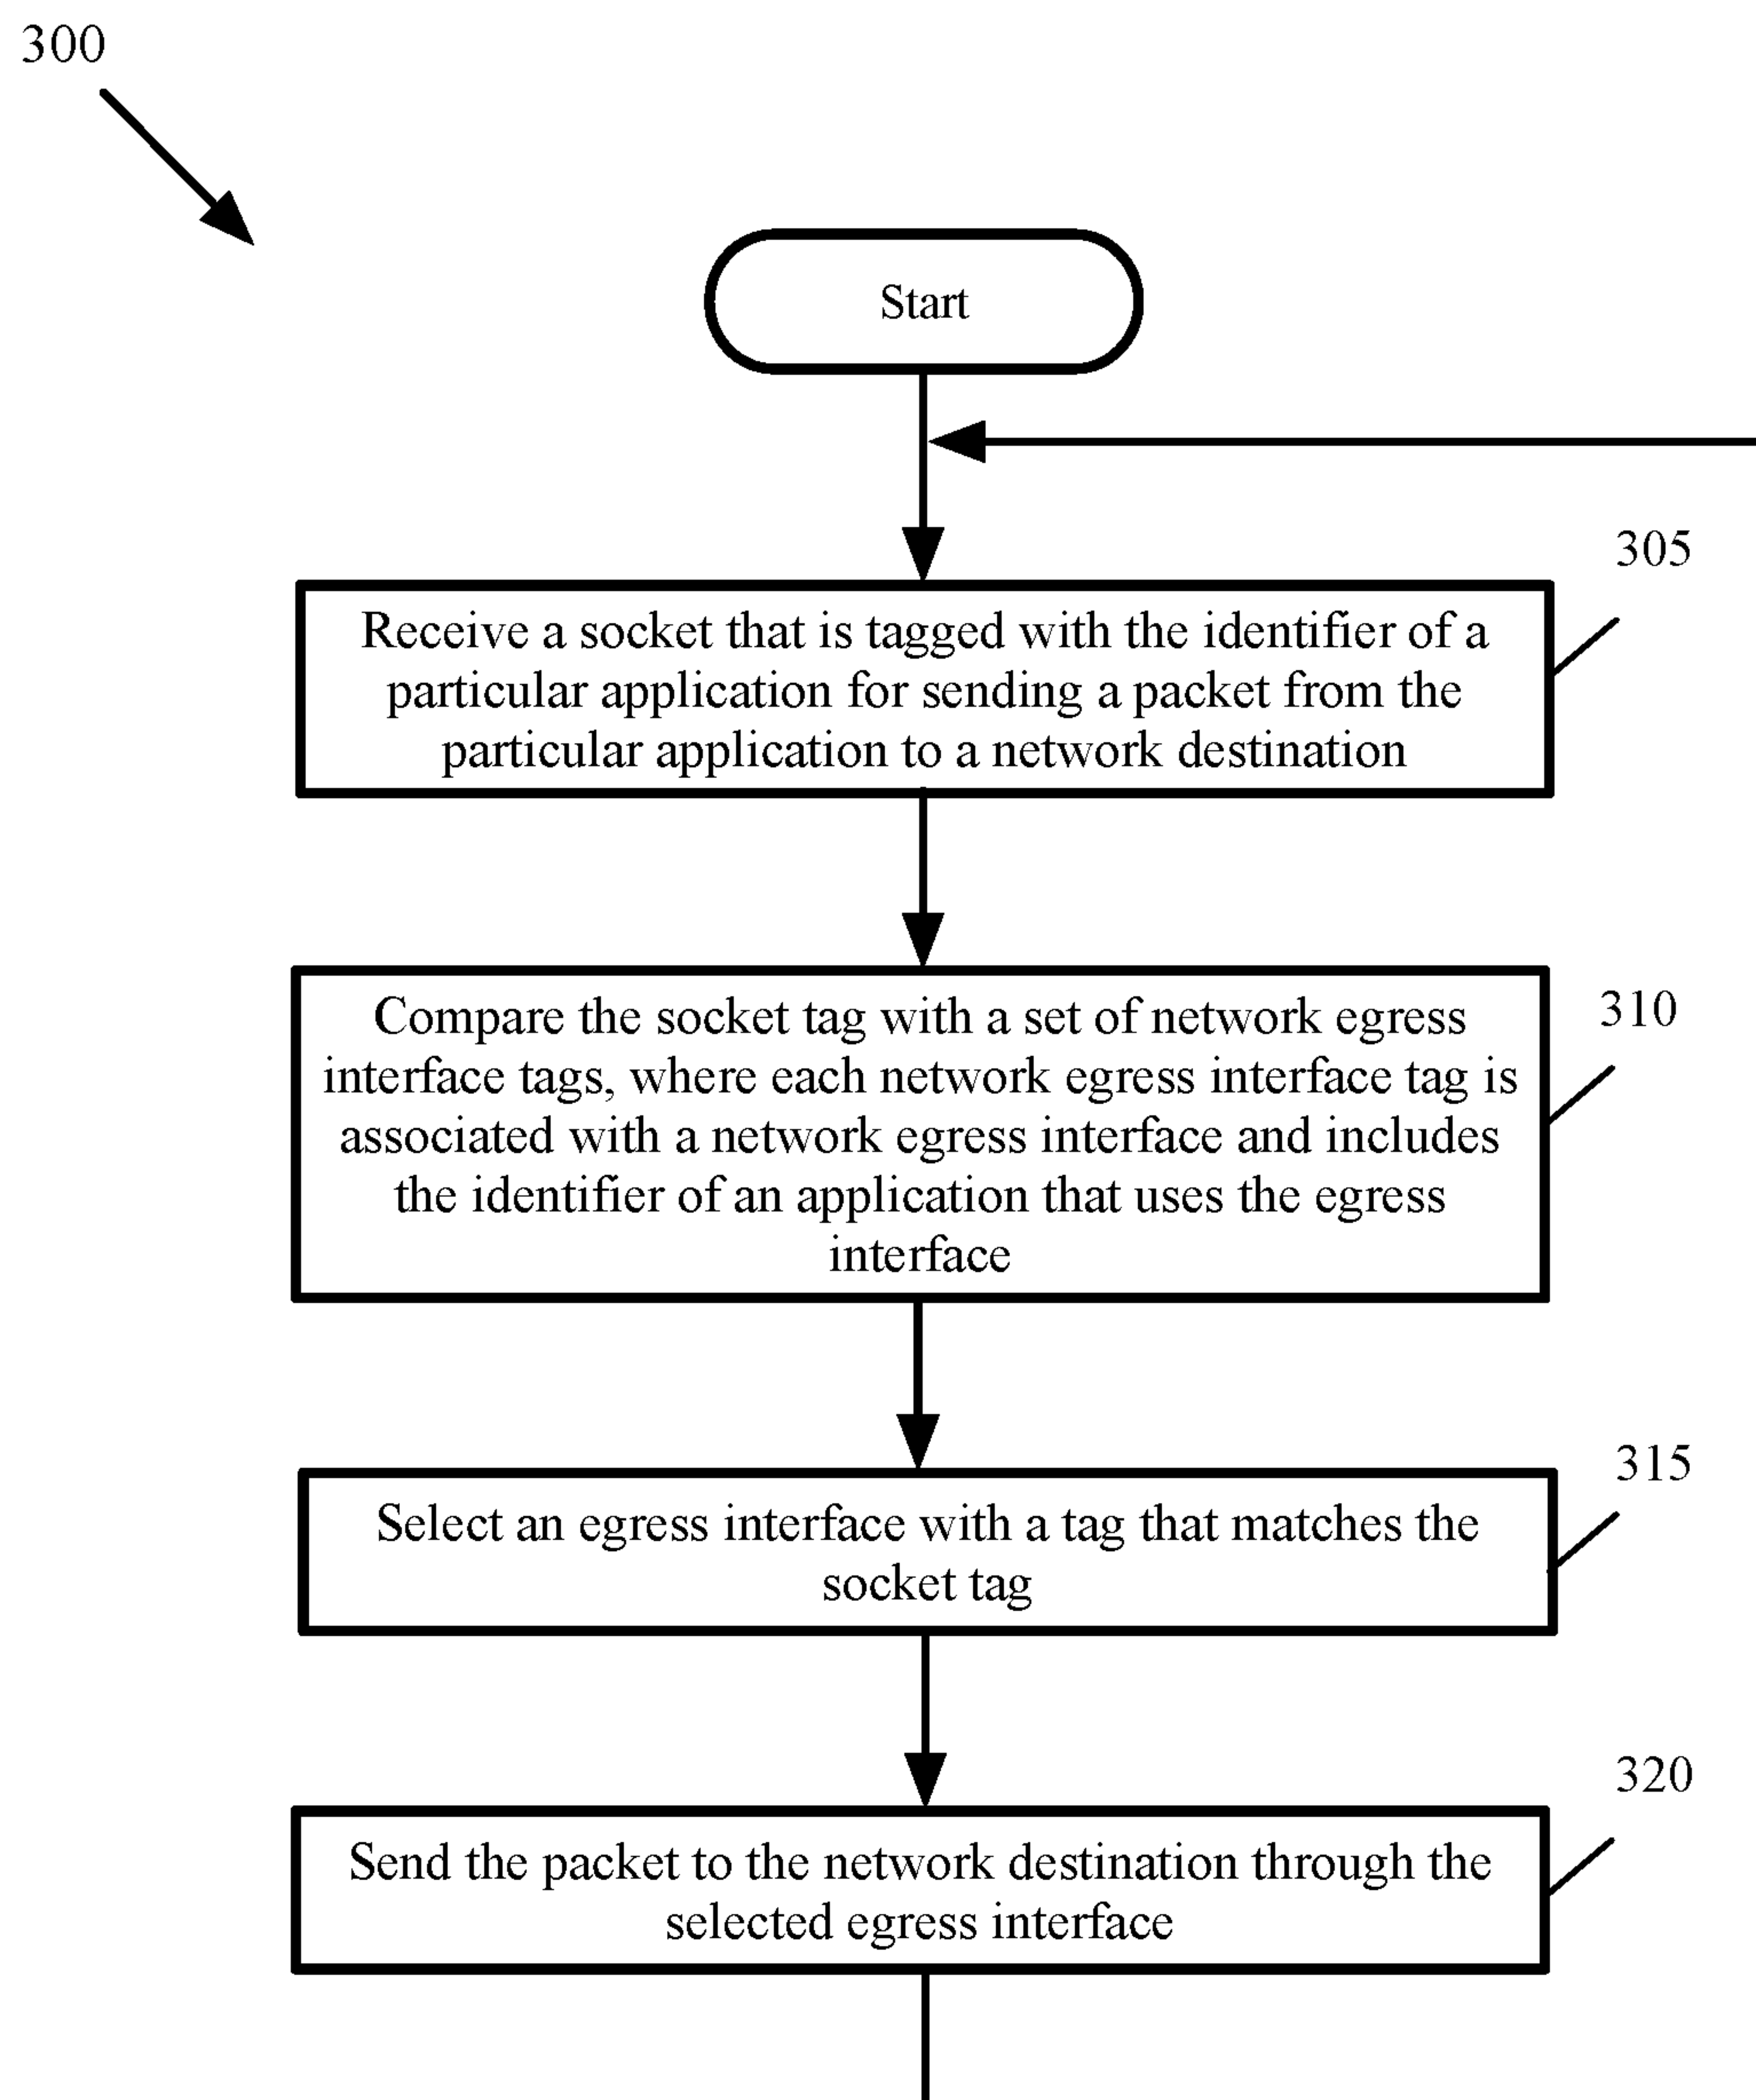 300
Start
305
Receive a socket that is tagged with the identifier of a
particular application for sending a packet from the
particular application to a network destination
310
Compare the socket tag with a set of network egress
interface tags, where each network egress interface tag is
associated with a network egress interface and includes
the identifier of an application that uses the egress
interface
315
Select an egress interface with a tag that matches the
socket tag
320
Send the packet to the network destination through the
selected egress interface